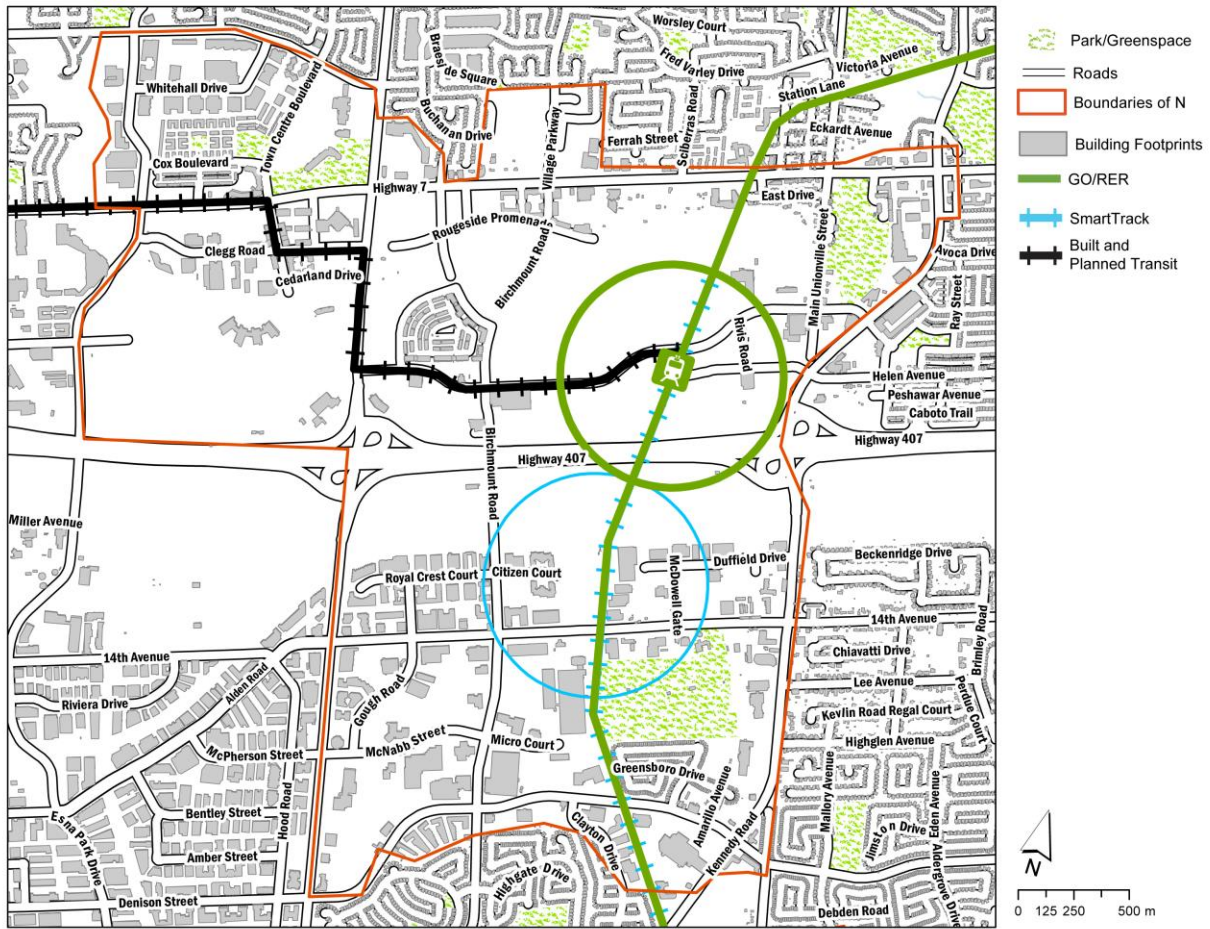 Worsley Court
Braeside Square
Fred Varley Drive
Victoria Avenue
Whitehall Drive
Town Centre Boulevard
Station Lane
Buchanan Drive
Village Parkway
Sciberras Road
Eckardt Avenue
Ferrah Street
Cox Boulevard
Highway 7
East Drive
Main Unionville Street
Rougeside Promenad
Clegg Road
Birchmount Road
Avoca Drive
Cedarland Drive
Ray Street
Rivis Road
Helen Avenue
Peshawar Avenue
Caboto Trail
Highway 407
Highway 407
Birchmount Road
Miller Avenue
Beckenridge Drive
Duffield Drive
McDowell Gate
Royal Crest Court
Citizen Court
14th Avenue
Brimley Road
14th Avenue
Chiavatti Drive
Alden Road
Lee Avenue
Perdue Court
Riviera Drive
Gough Road
Kevlin Road Regal Court
McPherson Street
McNabb Street
Micro Court
Highglen Avenue
Greensboro Drive
Amarillo Avenue
Mallory Avenue
Eden Avenue
Esna Park Drive
Bentley Street
Hood Road
Clayton Drive
Kennedy Road
Jimston Drive
Aldergrove Drive
Amber Street
Highgate Drive
Denison Street
Debden Road
Park/Greenspace
Roads
Boundaries of N
Building Footprints
GO/RER
SmartTrack
Built and
Planned Transit
N
0 125 250 500 m